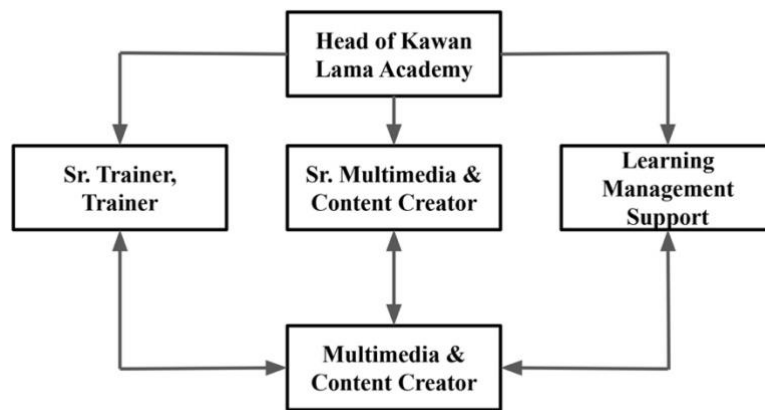 Head of Kawan
Lama Academy
Sr. Trainer,
Trainer
Sr. Multimedia &
Content Creator
Learning
Management
Support
Multimedia &
Content Creator